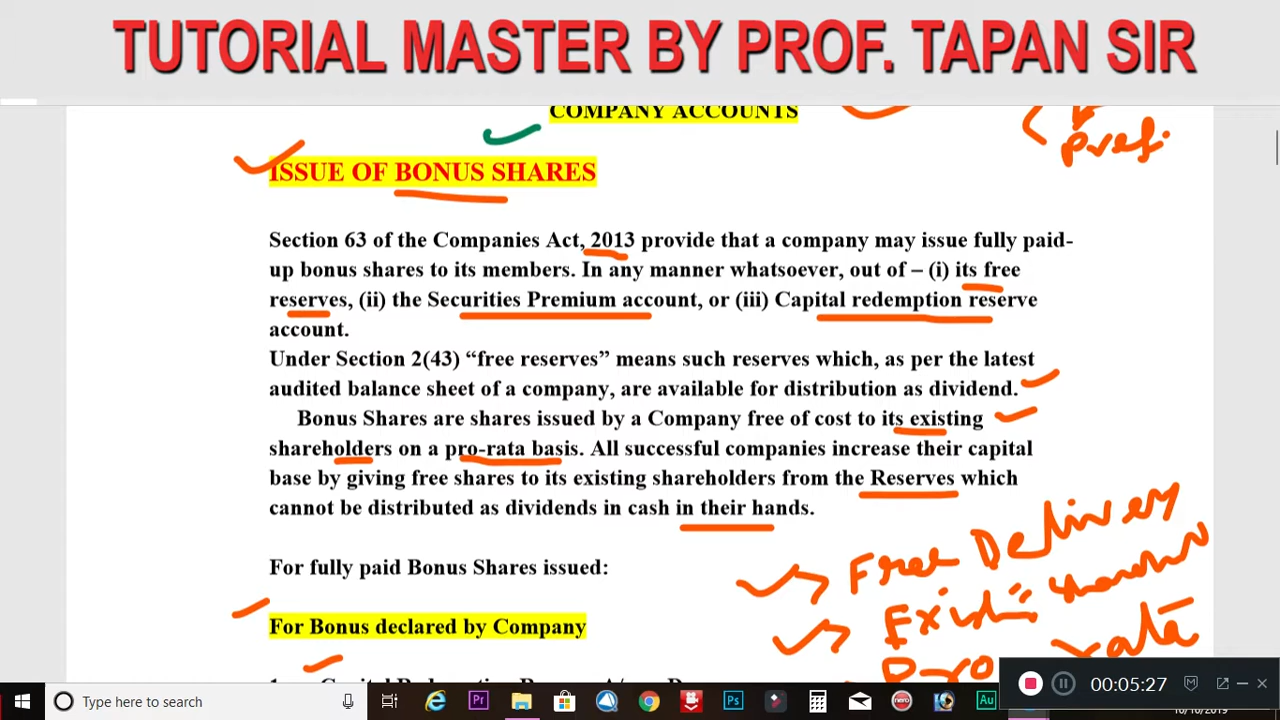 TUTORIAL MASTER BY PROF. TAPAN SIR
COMPANY ACCOUNTS
pref.
ISSUE OF BONUS SHARES
Section 63 of the Companies Act, 2013 provide that a company may issue fully paid-
up bonus shares to its members. In any manner whatsoever, out of – (i) its free
reserves, (ii) the Securities Premium account, or (iii) Capital redemption reserve
account.
Under Section 2(43) “free reserves” means such reserves which, as per the latest
audited balance sheet of a company, are available for distribution as dividend.
Bonus Shares are shares issued by a Company free of cost to its existing
shareholders on a pro-rata basis. All successful companies increase their capital
base by giving free shares to its existing shareholders from the Reserves which
cannot be distributed as dividends in cash in their hands.
Free Delivery
For fully paid Bonus Shares issued:
For Bonus declared by Company
Pro rata
Type here to search
00:05:27